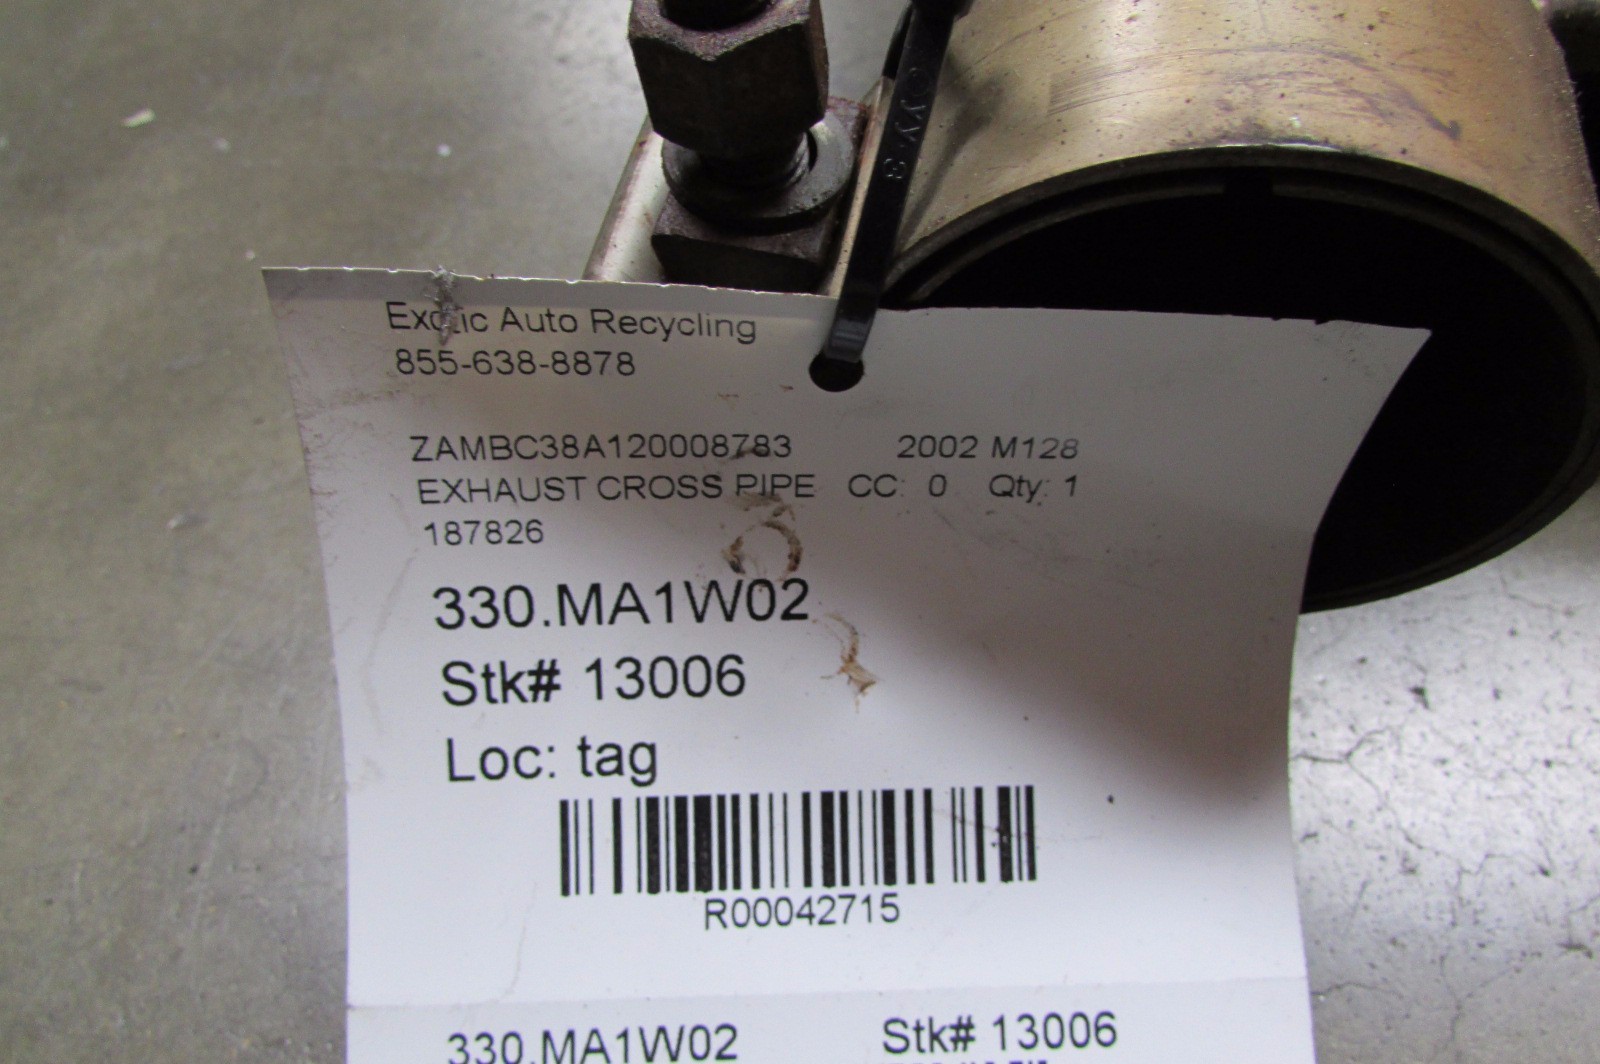 Exotic Auto Recycling
855-638-8878
ZAMBC38A120008783 2002 M128
EXHAUST CROSS PIPE CC: 0 Qty: 1
187826
330.MA1W02
Stk# 13006
Loc: tag
R00042715
330.MA1W02 Stk# 13006